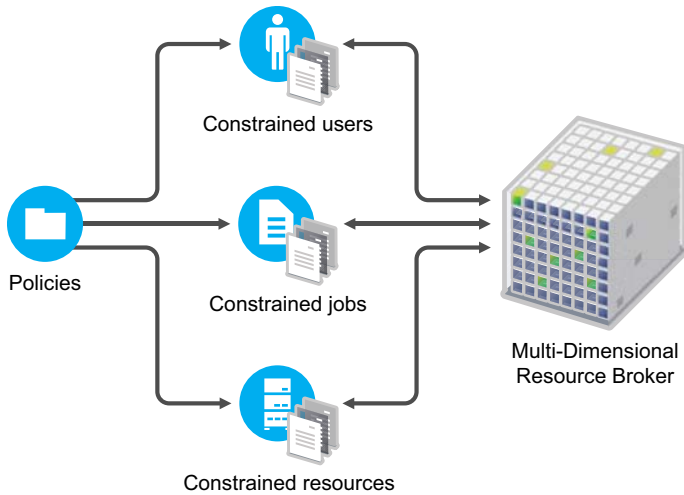 Constrained users
Policies
Constrained jobs
Multi-Dimensional
Resource Broker
Constrained resources